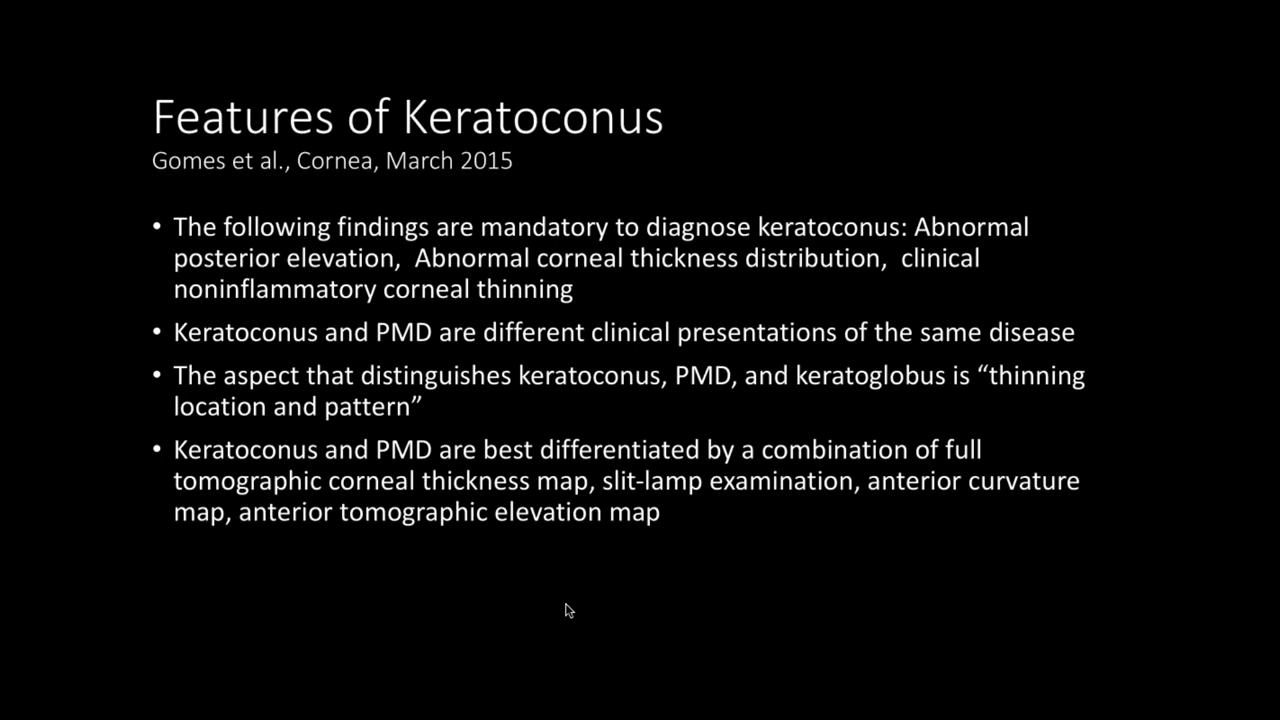 Features of Keratoconus
Gomes et al., Cornea, March 2015
• The following findings are mandatory to diagnose keratoconus: Abnormal
posterior elevation,  Abnormal corneal thickness distribution,  clinical
noninflammatory corneal thinning
• Keratoconus and PMD are different clinical presentations of the same disease
• The aspect that distinguishes keratoconus, PMD, and keratoglobus is “thinning
location and pattern”
• Keratoconus and PMD are best differentiated by a combination of full
tomographic corneal thickness map, slit-lamp examination, anterior curvature
map, anterior tomographic elevation map